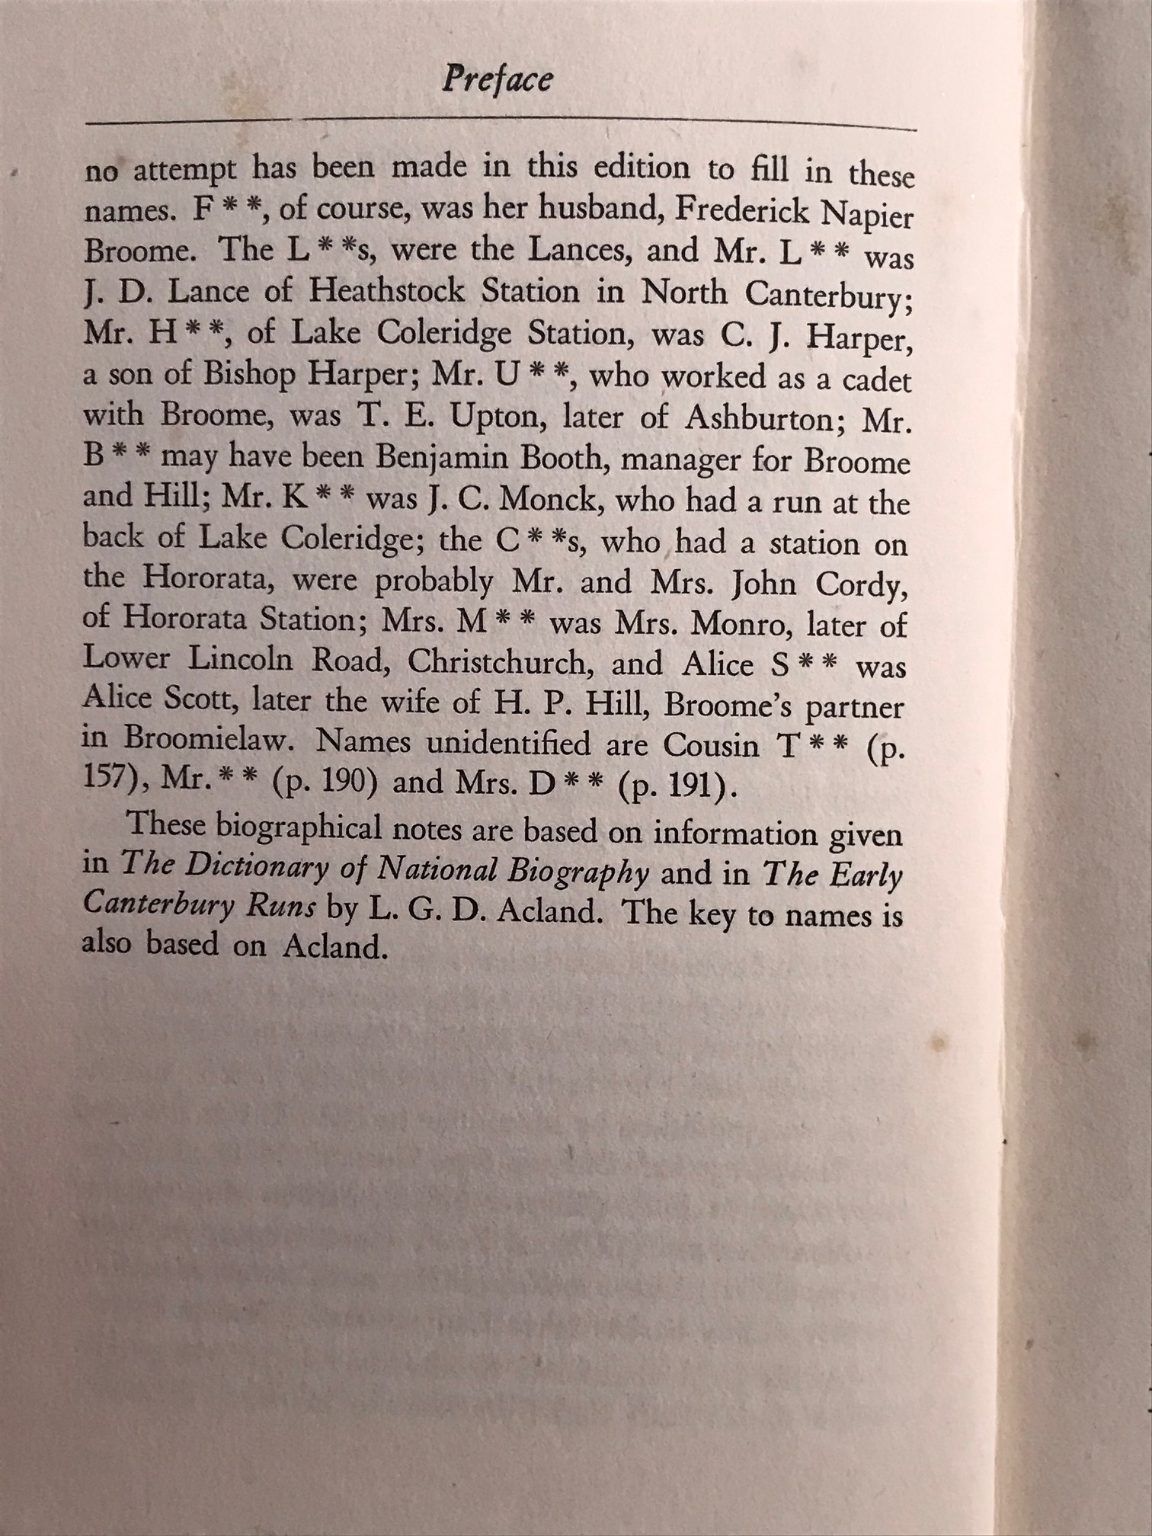 Preface
no attempt has been made in this edition to fill in these
names. F**, of course, was her husband, Frederick Napier
Broome. The L**s, were the Lances, and Mr. L** was
J. D. Lance of Heathstock Station in North Canterbury;
Mr. H**, of Lake Coleridge Station, was C. J. Harper,
a son of Bishop Harper; Mr. U**, who worked as a cadet
with Broome, was T. E. Upton, later of Ashburton; Mr.
B** may have been Benjamin Booth, manager for Broome
and Hill; Mr. K** was J. C. Monck, who had a run at the
back of Lake Coleridge; the C**s, who had a station on
the Hororata, were probably Mr. and Mrs. John Cordy,
of Hororata Station; Mrs. M** was Mrs. Monro, later of
Lower Lincoln Road, Christchurch, and Alice S** was
Alice Scott, later the wife of H. P. Hill, Broome's partner
in Broomielaw. Names unidentified are Cousin T** (p.
157), Mr.** (p. 190) and Mrs. D** (p. 191).
These biographical notes are based on information given
in The Dictionary of National Biography and in The Early
Canterbury Runs by L. G. D. Acland. The key to names is
also based on Acland.